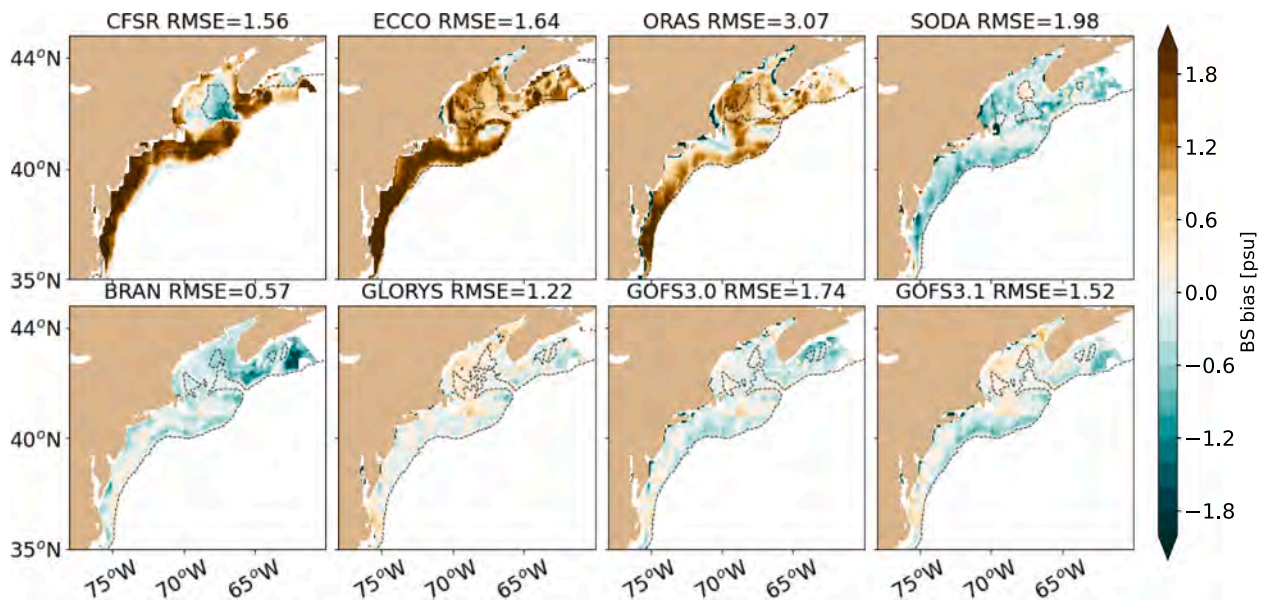 CFSR RMSE=1.56
ECCO RMSE=1.64
ORAS RMSE=3.07
SODA RMSE=1.98
44°N
40°N
35°N
BRAN RMSE=0.57
GLORYS RMSE=1.22
GOFS3.0 RMSE=1.74
GOFS3.1 RMSE=1.52
44°N
40°N
35°N
75°W
70°W
65°W
75°W
70°W
65°W
75°W
70°W
65°W
75°W
70°W
65°W
1.8
1.2
0.6
0.0
−0.6
−1.2
−1.8
BS bias [psu]